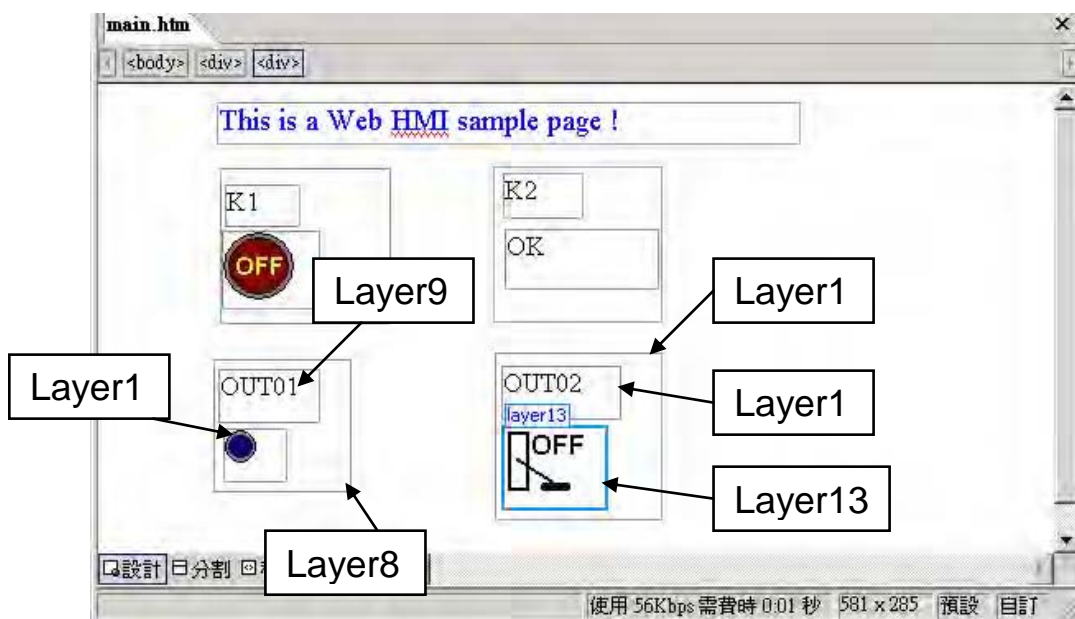 main.htm
<body> <div> <div>
This is a Web HMI sample page !
K1
K2
OFF
OK
Layer9
Layer1
Layer1
OUT01
OUT02
Layer1
layer13
OFF
Layer13
Layer8
設計 分割
使用 56Kbps 需費時 0:01 秒 581 x 285 預設 自訂